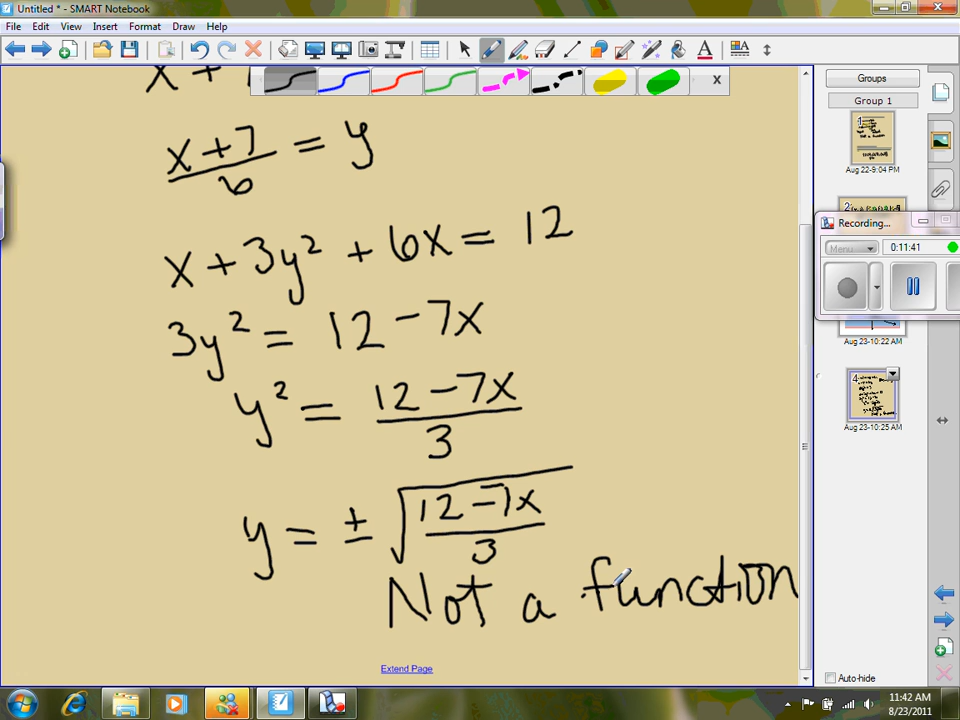 Untitled * - SMART Notebook
File Edit View Insert Format Draw Help
x +
x + 7 / 6 = y
x + 3y² + 6x = 12
3y² = 12 - 7x
y² = 12 - 7x / 3
y = ± √ 12 - 7x / 3
Not a function
Extend Page
Groups
Group 1
1
Aug 22-9:04 PM
2
Recording...
Menu
0:11:41
Aug 23-10:22 AM
4
Aug 23-10:25 AM
Auto-hide
11:42 AM
8/23/2011